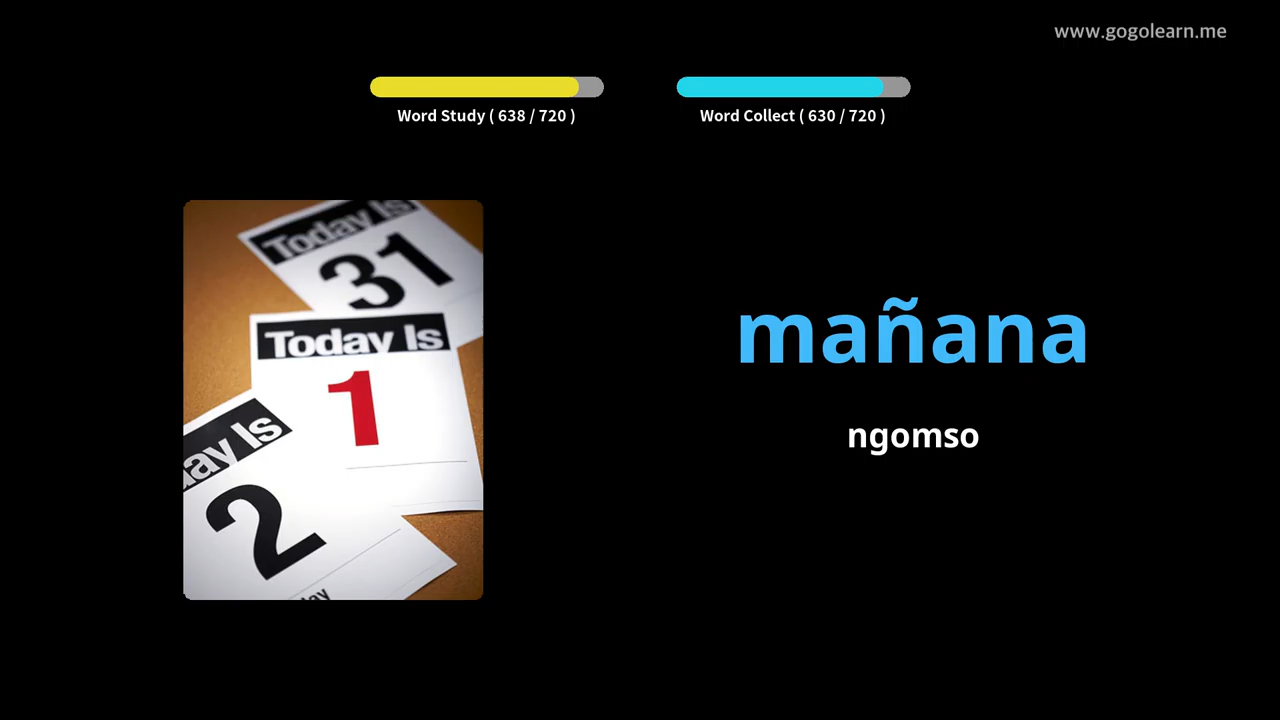 www.gogolearn.me
Word Study ( 638 / 720 )
Word Collect ( 630 / 720 )
Today Is
31
Today Is
1
ay Is
2
mañana
ngomso